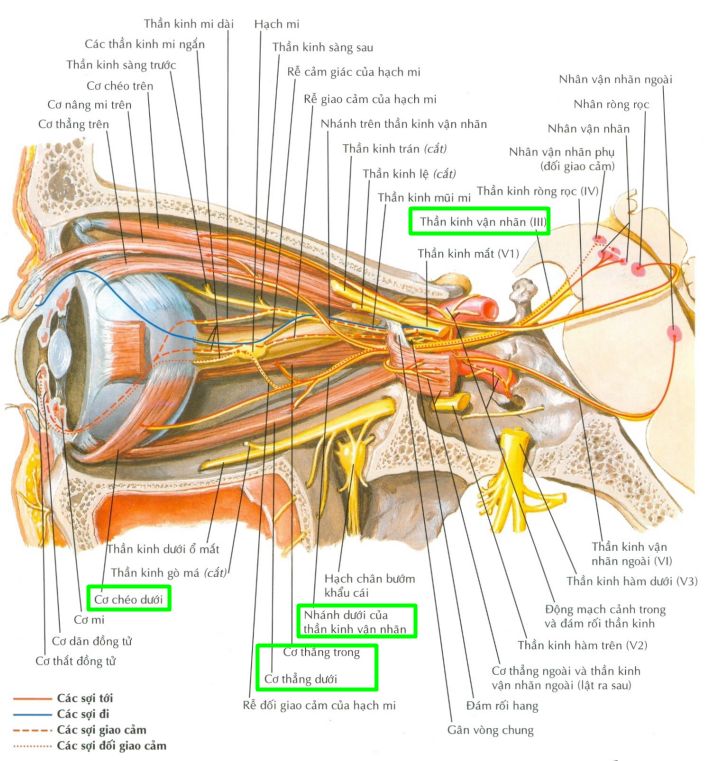 Thần kinh mi dài
Hạch mi
Các thần kinh mi ngắn
Thần kinh sàng sau
Thần kinh sàng trước
Rễ cảm giác của hạch mi
Cơ chéo trên
Rễ giao cảm của hạch mi
Cơ nâng mi trên
Nhánh trên thần kinh vận nhãn
Cơ thẳng trên
Thần kinh trán (cắt)
Thần kinh lệ (cắt)
Thần kinh mũi mi
Thần kinh vận nhãn (III)
Thần kinh mắt (V1)
Thần kinh ròng rọc (IV)
Nhân vận nhãn ngoài
Nhân ròng rọc
Nhân vận nhãn
Nhân vận nhãn phụ
(đối giao cảm)
Thần kinh dưới ổ mắt
Thần kinh gò má (cắt)
Cơ chéo dưới
Cơ mi
Cơ dãn đồng tử
Cơ thắt đồng tử
Hạch chân bướm
khẩu cái
Nhánh dưới của
thần kinh vận nhãn
Cơ thẳng trong
Cơ thẳng dưới
Rễ đối giao cảm của hạch mi
Thần kinh vận
nhãn ngoài (VI)
Thần kinh hàm dưới (V3)
Động mạch cảnh trong
và đám rối thần kinh
Thần kinh hàm trên (V2)
Cơ thẳng ngoài và thần kinh
vận nhãn ngoài (lật ra sau)
Đám rối hang
Gân vòng chung
Các sợi tới
Các sợi đi
Các sợi giao cảm
Các sợi đối giao cảm